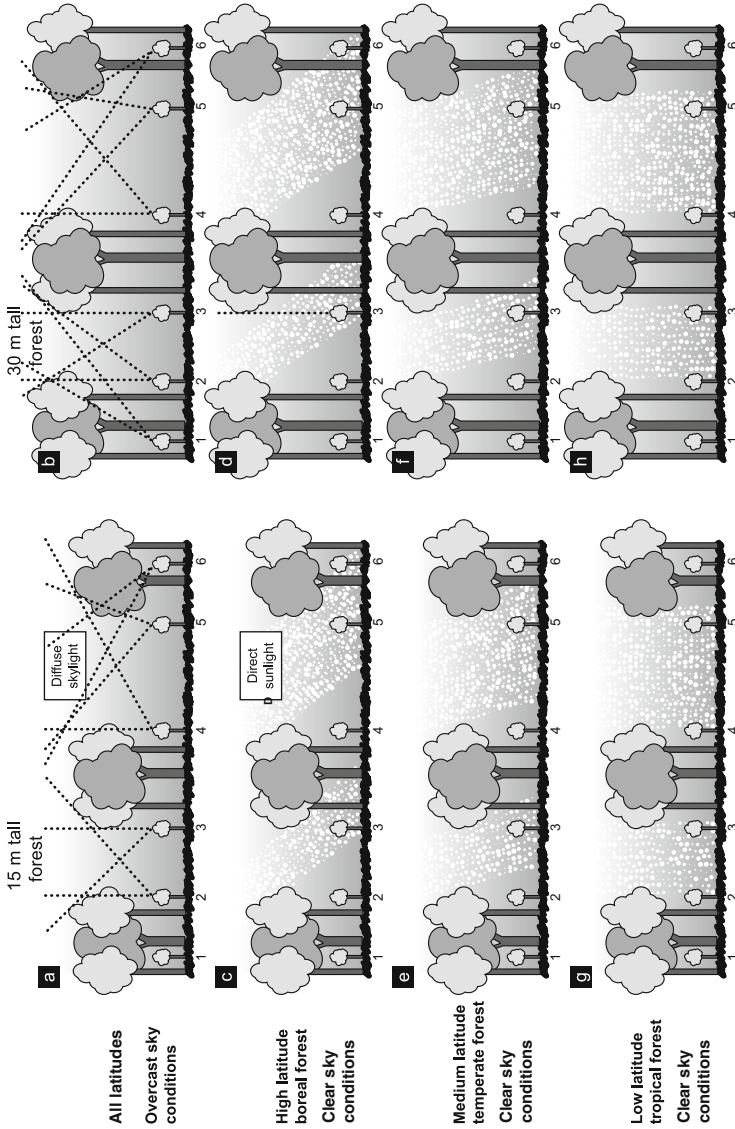 15 m tall
forest
30 m tall
forest
All latitudes
Overcast sky
conditions
a
Diffuse
skylight
1 2 3 4 5 6
b
1 2 3 4 5 6
High latitude
boreal forest
Clear sky
conditions
c
Direct
D sunlight
1 2 3 4 5 6
d
1 2 3 4 5 6
Medium latitude
temperate forest
Clear sky
conditions
e
1 2 3 4 5 6
f
1 2 3 4 5 6
Low latitude
tropical forest
Clear sky
conditions
g
1 2 3 4 5 6
h
1 2 3 4 5 6